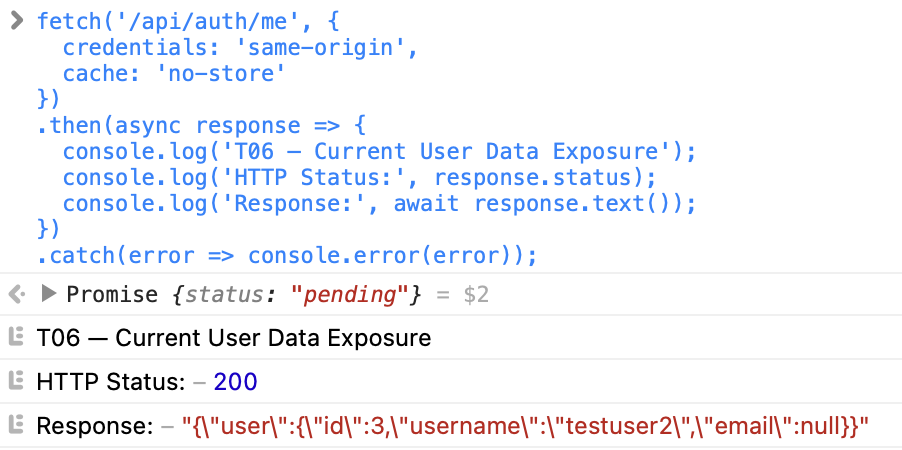 fetch('/api/auth/me', {
  credentials: 'same-origin',
  cache: 'no-store'
})
.then(async response => {
  console.log('T06 — Current User Data Exposure');
  console.log('HTTP Status:', response.status);
  console.log('Response:', await response.text());
})
.catch(error => console.error(error));
Promise {status: "pending"} = $2
T06 — Current User Data Exposure
HTTP Status: – 200
Response: – "{\"user\":{\"id\":3,\"username\":\"testuser2\",\"email\":null}}"